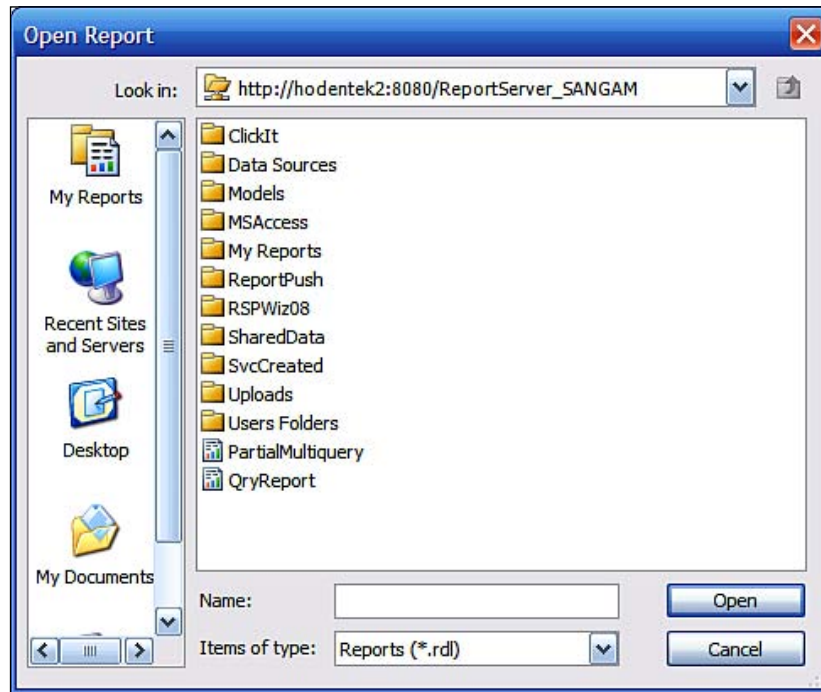 Open Report
Look in:
http://hodentek2:8080/ReportServer_SANGAM
My Reports
Recent Sites
and Servers
Desktop
My Documents
ClickIt
Data Sources
Models
MSAccess
My Reports
ReportPush
RSPWiz08
SharedData
SvcCreated
Uploads
Users Folders
PartialMultiquery
QryReport
Name:
Open
Items of type:
Reports (*.rdl)
Cancel